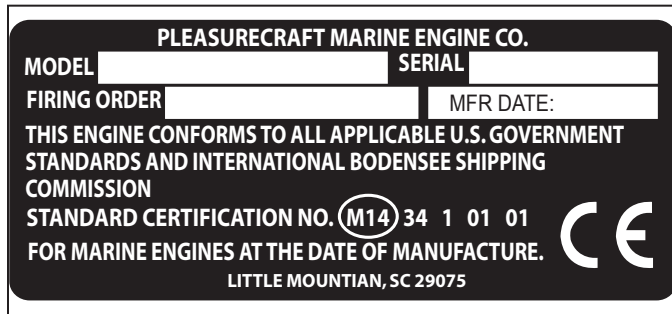 PLEASURECRAFT MARINE ENGINE CO.
MODEL SERIAL
FIRING ORDER MFR DATE:
THIS ENGINE CONFORMS TO ALL APPLICABLE U.S. GOVERNMENT
STANDARDS AND INTERNATIONAL BODENSEE SHIPPING
COMMISSION
STANDARD CERTIFICATION NO. M14 34 1 01 01
FOR MARINE ENGINES AT THE DATE OF MANUFACTURE.
CE
LITTLE MOUNTIAN, SC 29075